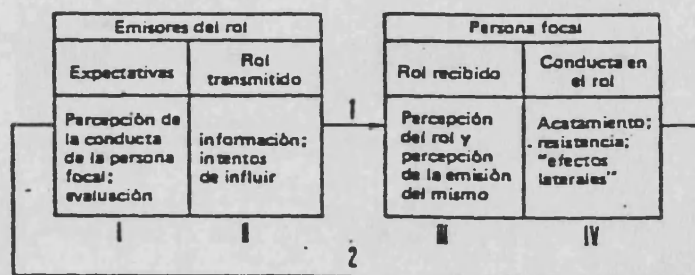 Emisores del rol
Expectativas
Rol
transmitido
Percepción de
la conducta
de la persona
focal;
evaluación
información;
intentos
de influir
I
II
1
Persona focal
Rol recibido
Conducta en
el rol
Percepción
del rol y
percepción
de la emisión
del mismo
Acatamiento;
resistencia;
"efectos
laterales"
III
IV
2